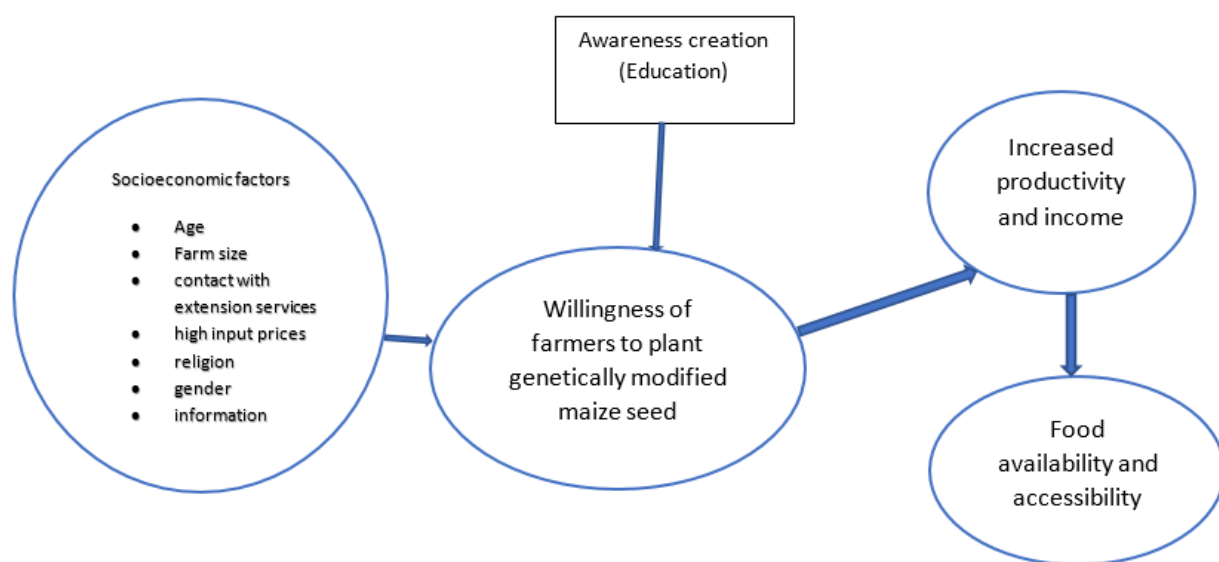 Awareness creation
(Education)
Socioeconomic factors
● Age
● Farm size
● contact with
extension services
● high input prices
● religion
● gender
● information
Willingness of
farmers to plant
genetically modified
maize seed
Increased
productivity
and income
Food
availability and
accessibility